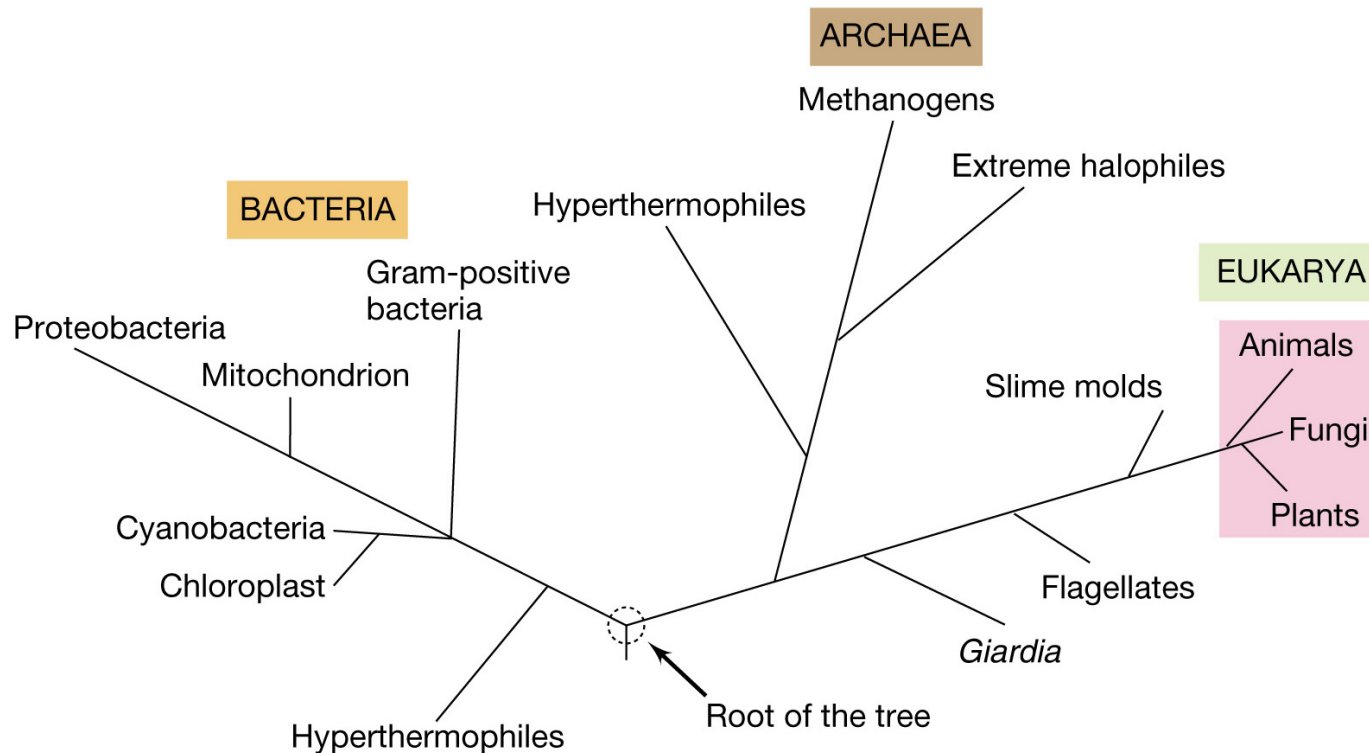 ARCHAEA
Methanogens
Extreme halophiles
Hyperthermophiles
BACTERIA
Gram-positive
bacteria
EUKARYA
Proteobacteria
Mitochondrion
Animals
Slime molds
Fungi
Cyanobacteria
Plants
Chloroplast
Flagellates
Giardia
Root of the tree
Hyperthermophiles